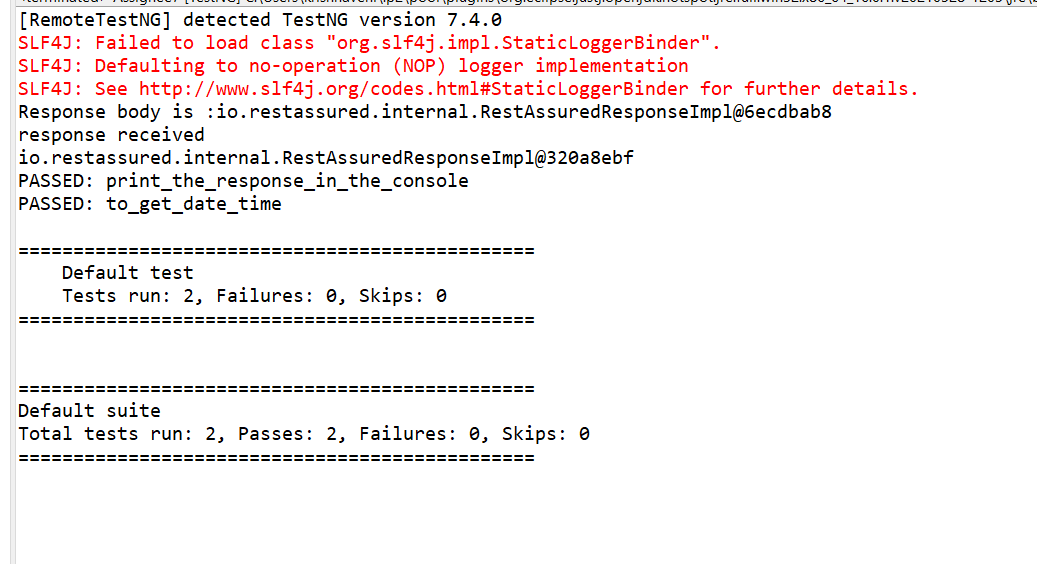 [RemoteTestNG] detected TestNG version 7.4.0
SLF4J: Failed to load class "org.slf4j.impl.StaticLoggerBinder".
SLF4J: Defaulting to no-operation (NOP) logger implementation
SLF4J: See http://www.slf4j.org/codes.html#StaticLoggerBinder for further details.
Response body is :io.restassured.internal.RestAssuredResponseImpl@6ecdbab8
response received
io.restassured.internal.RestAssuredResponseImpl@320a8ebf
PASSED: print_the_response_in_the_console
PASSED: to_get_date_time
===============================================
    Default test
    Tests run: 2, Failures: 0, Skips: 0
===============================================
===============================================
Default suite
Total tests run: 2, Passes: 2, Failures: 0, Skips: 0
===============================================